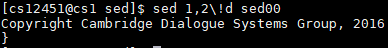 [cs12451@cs1 sed]$ sed 1,2\!d sed00
Copyright Cambridge Dialogue Systems Group, 2016
}